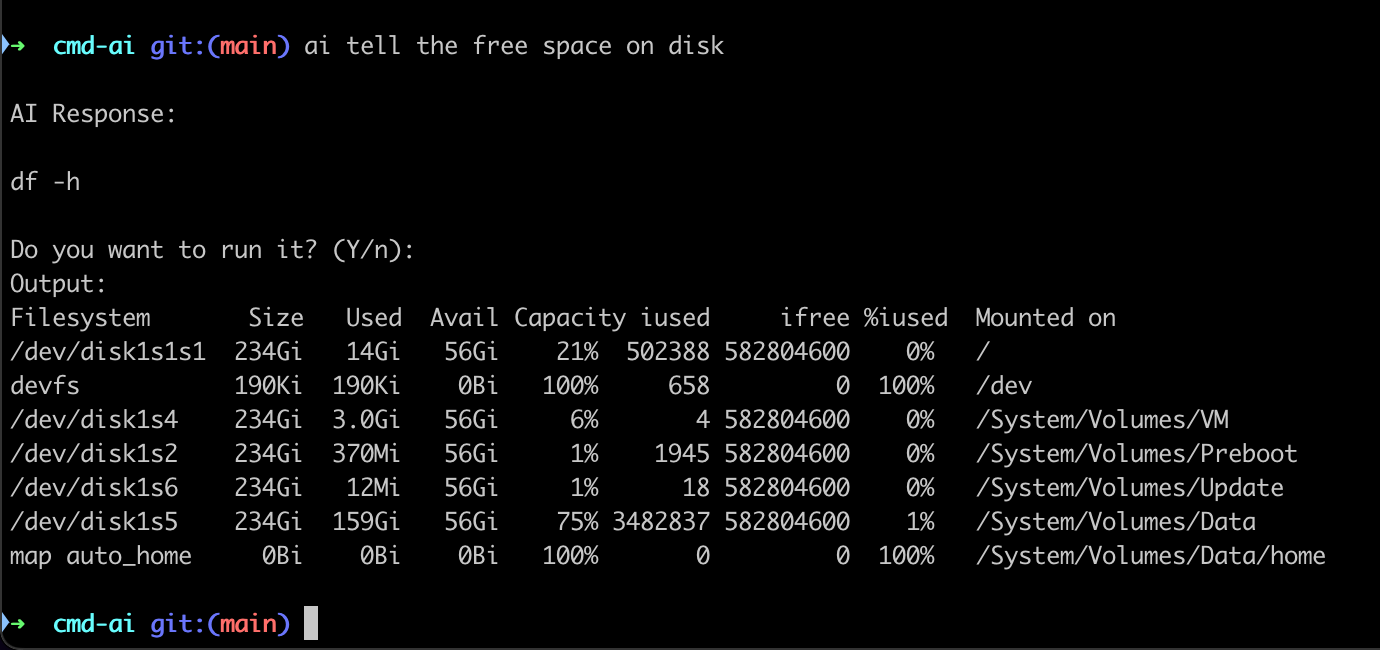 ➜  cmd-ai git:(main) ai tell the free space on disk
AI Response:
df -h
Do you want to run it? (Y/n):
Output:
Filesystem       Size   Used  Avail Capacity iused     ifree %iused  Mounted on
/dev/disk1s1s1  234Gi   14Gi   56Gi    21%  502388 582804600    0%   /
devfs           190Ki  190Ki    0Bi   100%     658         0  100%   /dev
/dev/disk1s4    234Gi  3.0Gi   56Gi     6%       4 582804600    0%   /System/Volumes/VM
/dev/disk1s2    234Gi  370Mi   56Gi     1%    1945 582804600    0%   /System/Volumes/Preboot
/dev/disk1s6    234Gi   12Mi   56Gi     1%      18 582804600    0%   /System/Volumes/Update
/dev/disk1s5    234Gi  159Gi   56Gi    75% 3482837 582804600    1%   /System/Volumes/Data
map auto_home     0Bi    0Bi    0Bi   100%       0         0  100%   /System/Volumes/Data/home
➜  cmd-ai git:(main)